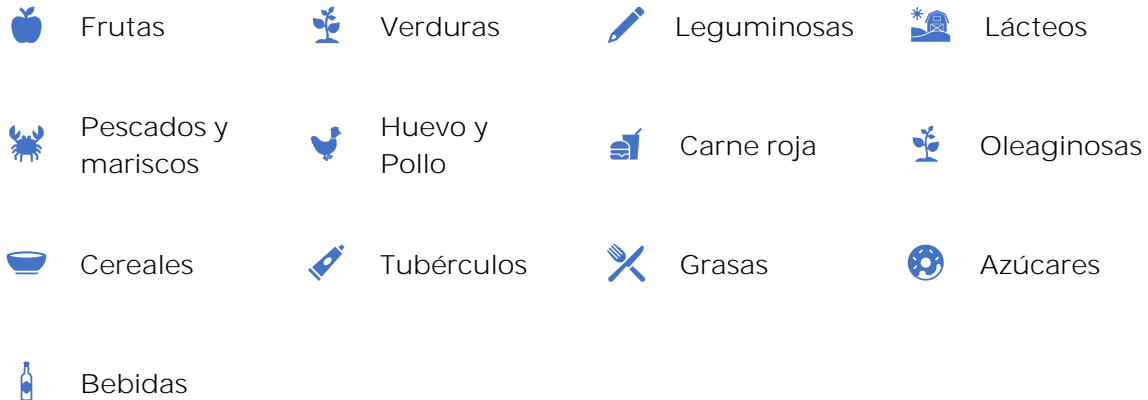 Frutas
Verduras
Leguminosas
Lácteos
Pescados y
mariscos
Huevo y
Pollo
Carne roja
Oleaginosas
Cereales
Tubérculos
Grasas
Azúcares
Bebidas